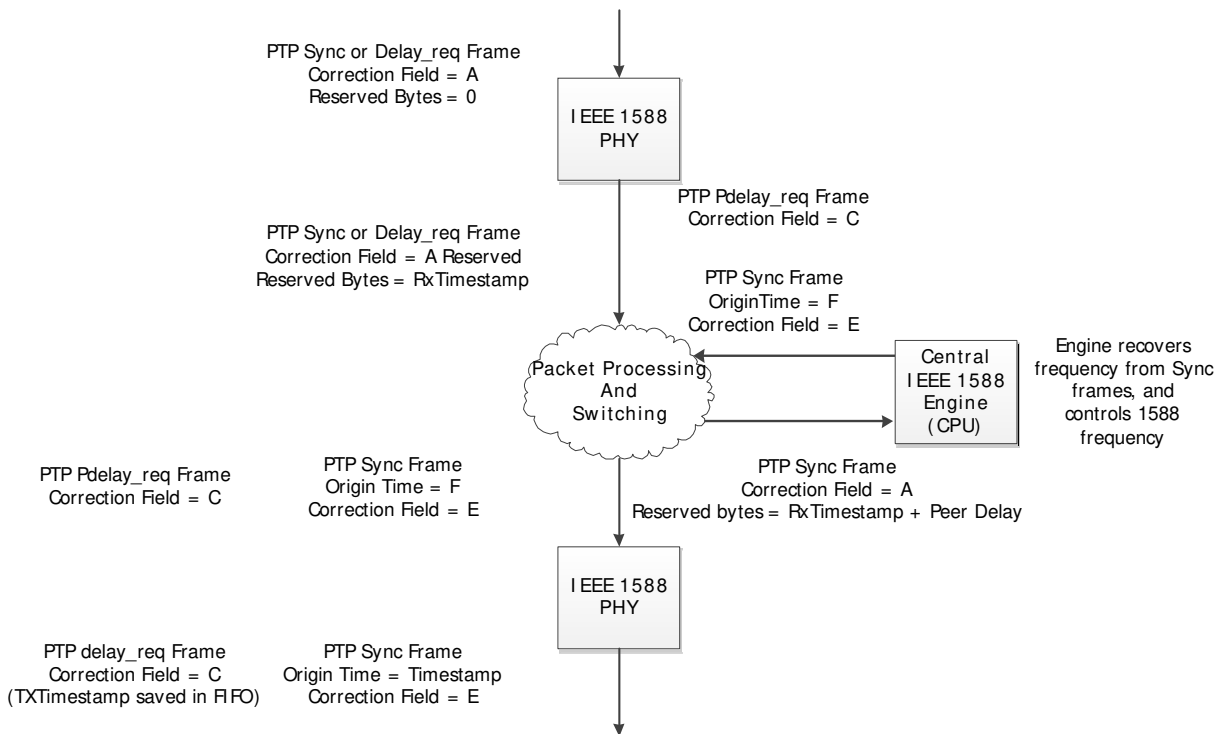 PTP Sync or Delay_req Frame
Correction Field = A
Reserved Bytes = 0
IEEE 1588
PHY
PTP Pdelay_req Frame
Correction Field = C
PTP Sync or Delay_req Frame
Correction Field = A Reserved
Reserved Bytes = RxTimestamp
PTP Sync Frame
OriginTime = F
Correction Field = E
Packet Processing
And
Switching
Central
IEEE 1588
Engine
(CPU)
Engine recovers
frequency from Sync
frames, and
controls 1588
frequency
PTP Pdelay_req Frame
Correction Field = C
PTP Sync Frame
Origin Time = F
Correction Field = E
PTP Sync Frame
Correction Field = A
Reserved bytes = RxTimestamp + Peer Delay
IEEE 1588
PHY
PTP delay_req Frame
Correction Field = C
(TXTimestamp saved in FIFO)
PTP Sync Frame
Origin Time = Timestamp
Correction Field = E